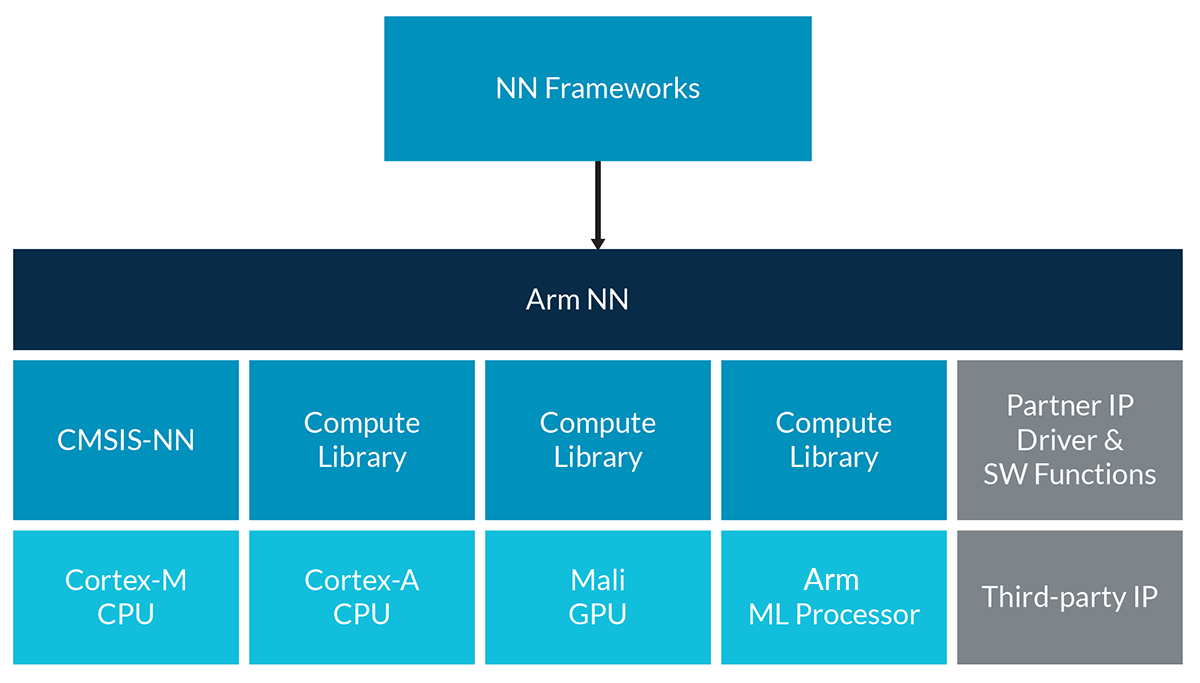 NN Frameworks
Arm NN
CMSIS-NN
Compute
Library
Compute
Library
Compute
Library
Partner IP
Driver &
SW Functions
Cortex-M
CPU
Cortex-A
CPU
Mali
GPU
Arm
ML Processor
Third-party IP